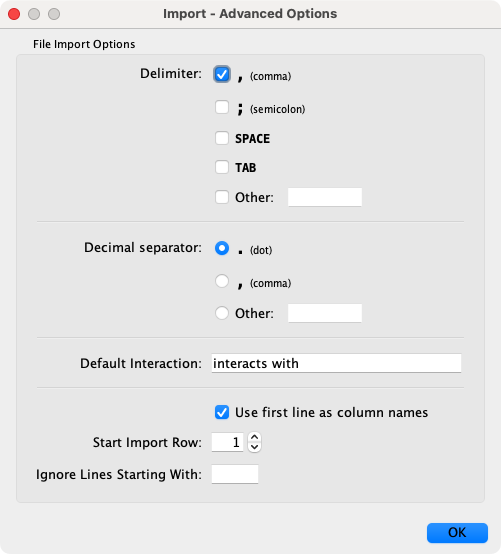 Import - Advanced Options
File Import Options
Delimiter: , (comma)
; (semicolon)
SPACE
TAB
Other:
Decimal separator: . (dot)
, (comma)
Other:
Default Interaction: interacts with
Use first line as column names
Start Import Row: 1
Ignore Lines Starting With:
OK